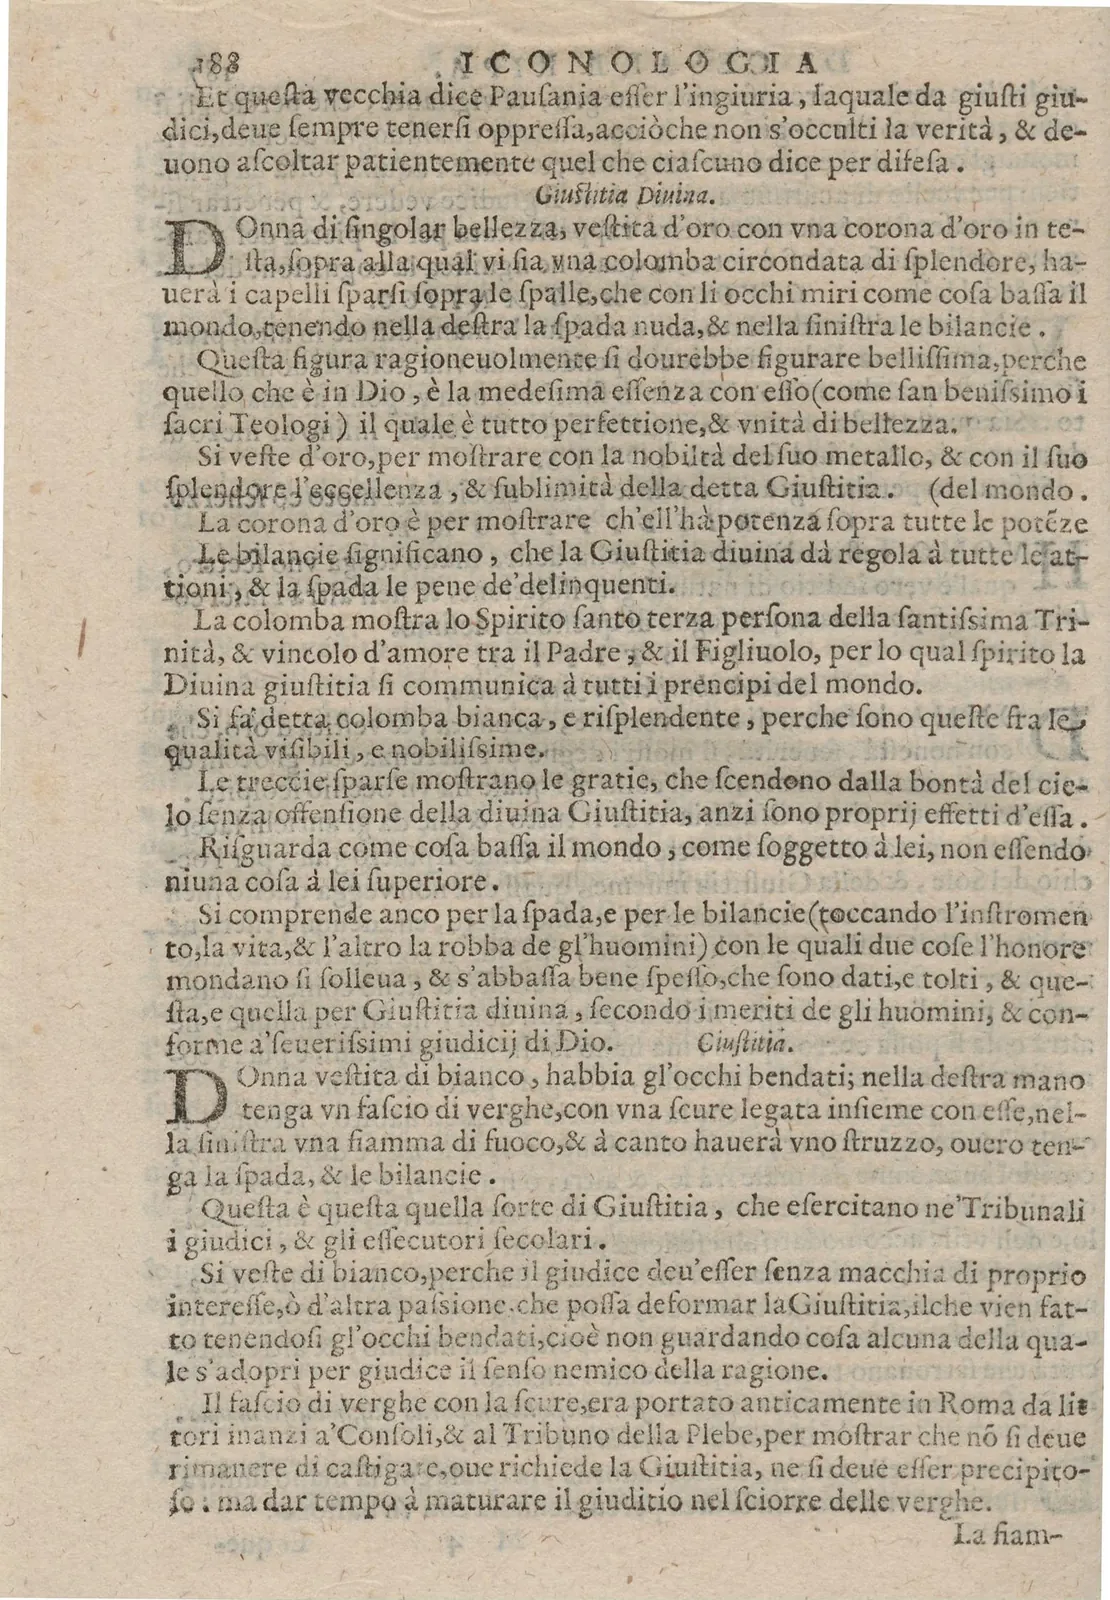 188 ICONOLOGIA
Et queſta vecchia dice Pauſania eſſer l'ingiuria, laquale da giuſti giu-
dici, deue ſempre tenerſi oppreſſa, acciòche non s'occulti la verità, & de-
uono aſcoltar patientemente quel che ciaſcuno dice per difeſa.
Giuſtitia Diuina.
DOnna di ſingolar bellezza, veſtita d'oro con vna corona d'oro in te-
ſta, ſopra alla qual vi ſia vna colomba circondata di ſplendore, ha-
uerà i capelli ſparſi ſopra le ſpalle, che con li occhi miri come coſa baſſa il
mondo, tenendo nella deſtra la ſpada nuda, & nella ſiniſtra le bilancie.
Queſta figura ragioneuolmente ſi dourebbe figurare belliſſima, perche
quello che è in Dio, è la medeſima eſſenza con eſſo (come ſan beniſsimo i
ſacri Teologi) il quale è tutto perfettione, & vnità di bellezza.
Si veſte d'oro, per moſtrare con la nobiltà del ſuo metallo, & con il ſuo
ſplendore l'eccellenza, & ſublimità della detta Giuſtitia. (del mondo.
La corona d'oro è per moſtrare ch'ell'hà potenza ſopra tutte le potẽze
Le bilancie ſignificano, che la Giuſtitia diuina dà regola à tutte le at-
tioni, & la ſpada le pene de'delinquenti.
La colomba moſtra lo Spirito ſanto terza perſona della ſantiſsima Tri-
nità, & vincolo d'amore tra il Padre, & il Figliuolo, per lo qual ſpirito la
Diuina giuſtitia ſi communica à tutti i prencipi del mondo.
Si fà detta colomba bianca, e riſplendente, perche ſono queſte fra le
qualità viſibili, e nobiliſsime.
Le treccie ſparſe moſtrano le gratie, che ſcendono dalla bontà del cie-
lo ſenza offenſione della diuina Giuſtitia, anzi ſono proprij effetti d'eſſa.
Riſguarda come coſa baſſa il mondo, come ſoggetto à lei, non eſſendo
niuna coſa à lei ſuperiore.
Si comprende anco per la ſpada, e per le bilancie (toccando l'inſtromen
to, la vita, & l'altro la robba de gl'huomini) con le quali due coſe l'honore
mondano ſi ſolleua, & s'abbaſſa bene ſpeſſo, che ſono dati, e tolti, & que-
ſta, e quella per Giuſtitia diuina, ſecondo i meriti de gli huomini, & con-
forme a'ſeueriſsimi giudicij di Dio. Giuſtitia.
DOnna veſtita di bianco, habbia gl'occhi bendati; nella deſtra mano
tenga vn faſcio di verghe, con vna ſcure legata inſieme con eſſe, nel-
la ſiniſtra vna fiamma di fuoco, & à canto hauerà vno ſtruzzo, ouero ten-
ga la ſpada, & le bilancie.
Queſta è queſta quella ſorte di Giuſtitia, che eſercitano ne'Tribunali
i giudici, & gli eſſecutori ſecolari.
Si veſte di bianco, perche il giudice deu'eſſer ſenza macchia di proprio
intereſſe, ò d'altra paſsione, che poſſa deformar la Giuſtitia, ilche vien fat-
to tenendoſi gl'occhi bendati, cioè non guardando coſa alcuna della qua-
le s'adopri per giudice il ſenſo nemico della ragione.
Il faſcio di verghe con la ſcure, era portato anticamente in Roma da lit
tori inanzi a'Conſoli, & al Tribuno della Plebe, per moſtrar che nõ ſi deue
rimanere di caſtigare, oue richiede la Giuſtitia, ne ſi deue eſſer precipito-
ſo: ma dar tempo à maturare il giuditio nel ſciorre delle verghe.
La fiam-